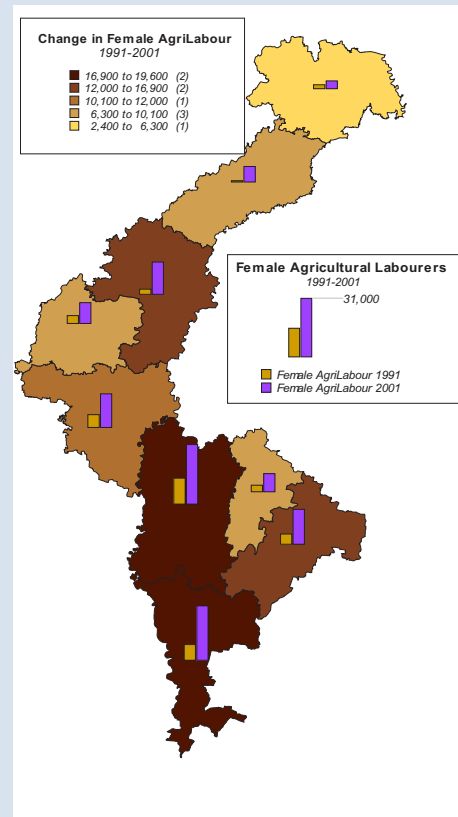 Change in Female AgriLabour
1991-2001
16,900 to 19,600 (2)
12,000 to 16,900 (2)
10,100 to 12,000 (1)
6,300 to 10,100 (3)
2,400 to 6,300 (1)
Female Agricultural Labourers
1991-2001
31,000
Female AgriLabour 1991
Female AgriLabour 2001